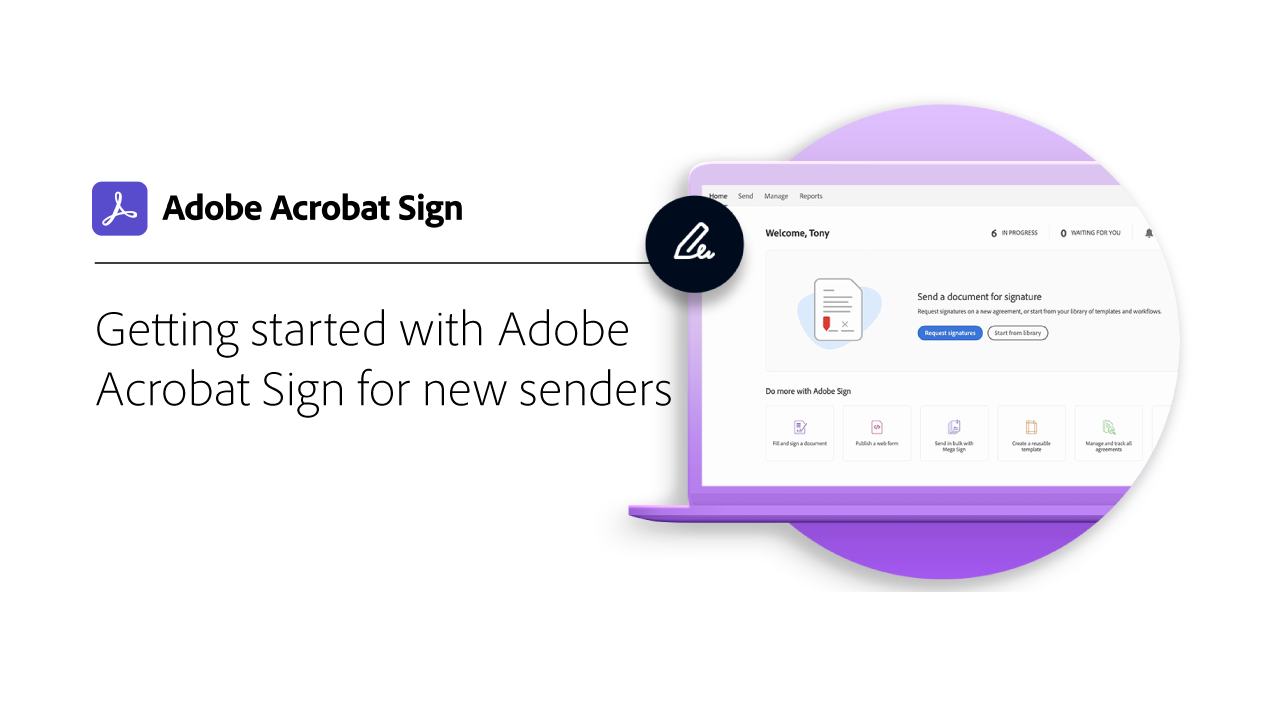 Adobe Acrobat Sign
Getting started with Adobe
Acrobat Sign for new senders
Home Send Manage Reports
Welcome, Tony
6 IN PROGRESS
0 WAITING FOR YOU
Send a document for signature
Request signatures on a new agreement, or start from your library of templates and workflows.
Request signatures
Start from library
Do more with Adobe Sign
Fill and sign a document
Publish a web form
Send in bulk with
Mega Sign
Create a reusable
template
Manage and track all
agreements